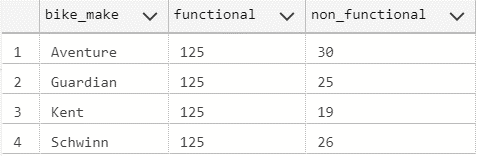 bike_make functional non_functional
1 Aventure 125 30
2 Guardian 125 25
3 Kent 125 19
4 Schwinn 125 26